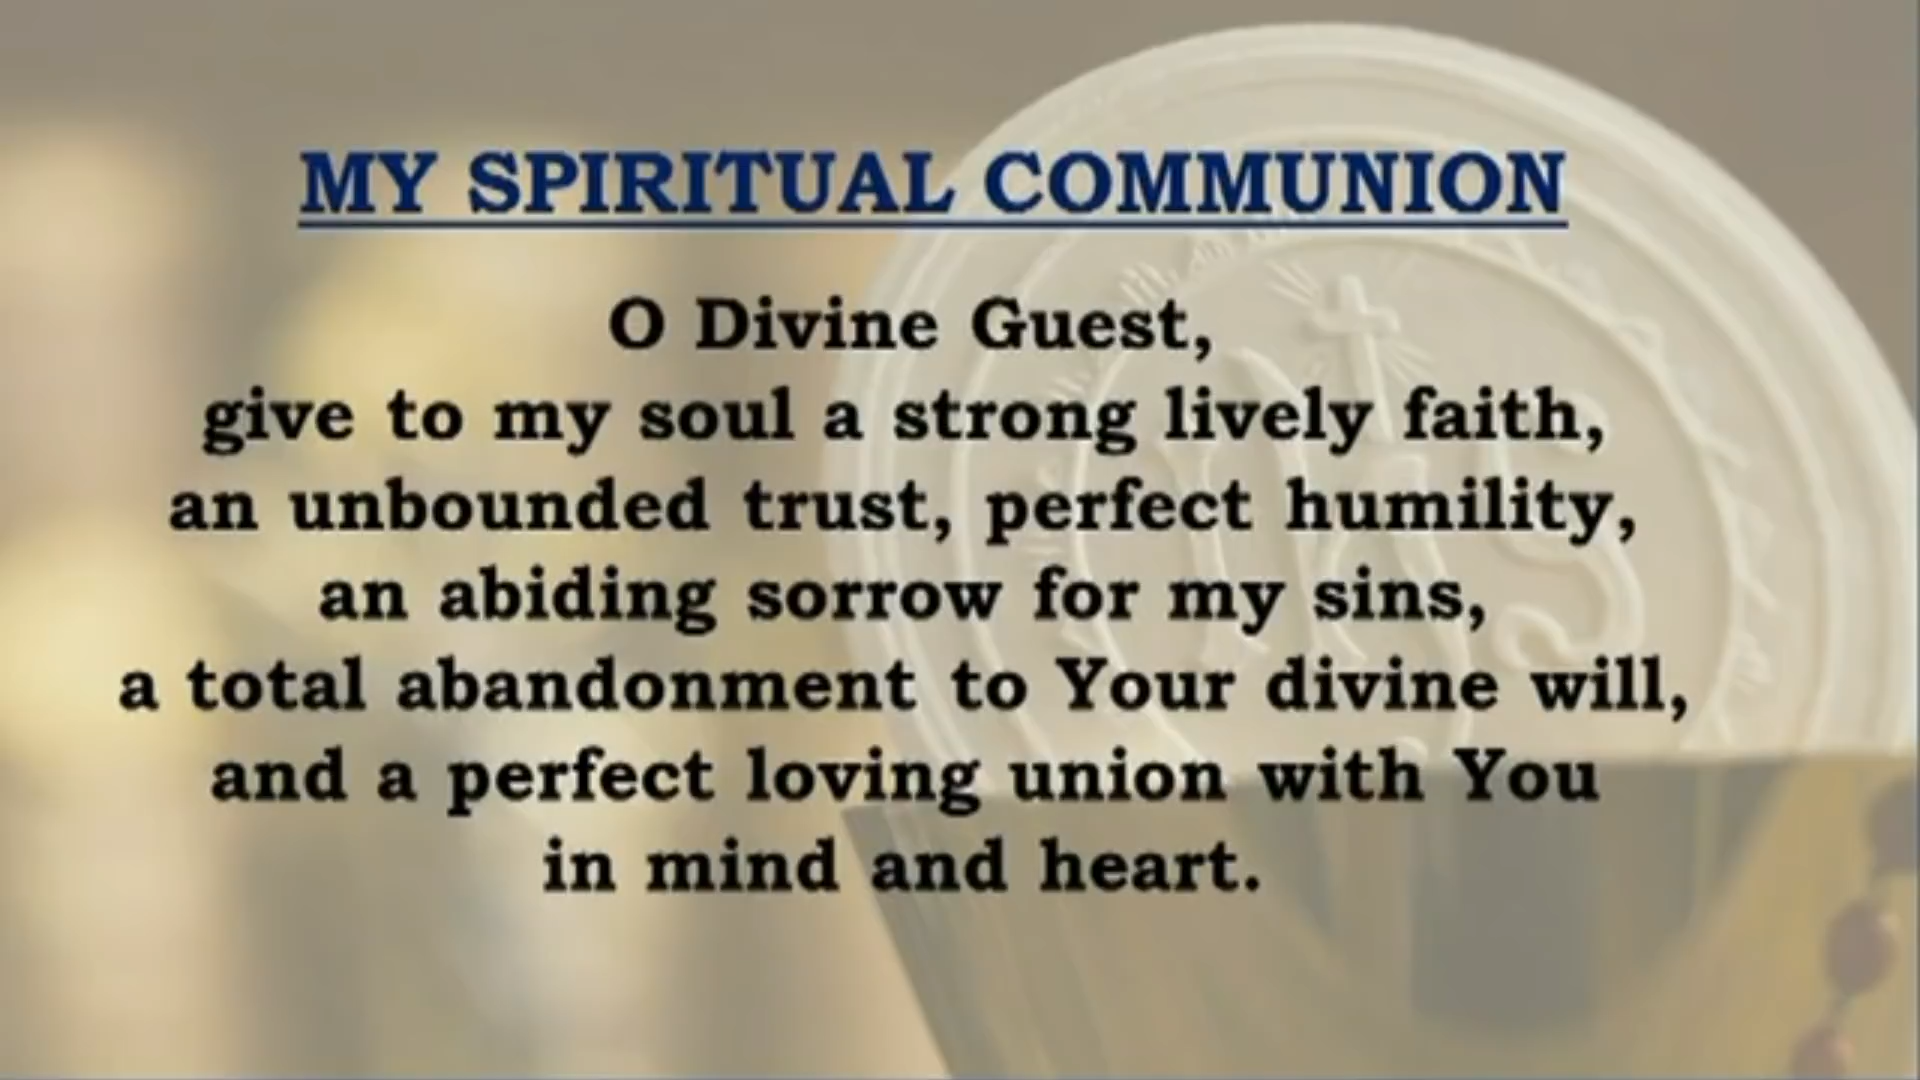 MY SPIRITUAL COMMUNION
O Divine Guest,
give to my soul a strong lively faith,
an unbounded trust, perfect humility,
an abiding sorrow for my sins,
a total abandonment to Your divine will,
and a perfect loving union with You
in mind and heart.
IHS